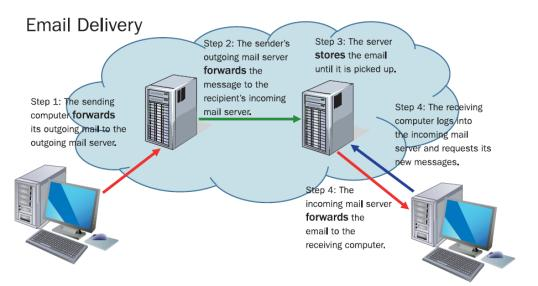 Email Delivery
Step 1: The sending
computer forwards
its outgoing mail to the
outgoing mail server.
Step 2: The sender's
outgoing mail server
forwards the
message to the
recipient's incoming
mail server.
Step 3: The server
stores the email
until it is picked up.
Step 4: The receiving
computer logs into
the incoming mail
server and requests its
new messages.
Step 4: The
incoming mail server
forwards the
email to the
receiving computer.